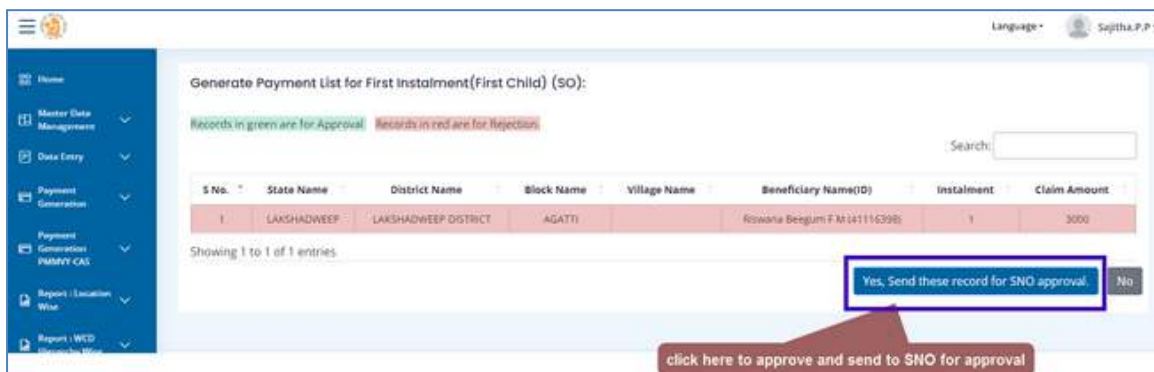 Language
Sajitha.P.P
Home
Master Data
Management
Data Entry
Payment
Generation
Payment
Generation
PMMVY-CAS
Report : Location
Wise
Report : WCD
Hierarchy Wise
Generate Payment List for First Instalment(First Child) (SO):
Records in green are for Approval Records in red are for Rejection
Search:
S No. State Name District Name Block Name Village Name Beneficiary Name(ID) Instalment Claim Amount
1 LAKSHADWEEP LAKSHADWEEP DISTRICT AGATTI Riswana Beegum F M (41116398) 1 3000
Showing 1 to 1 of 1 entries
Yes, Send these record for SNO approval. No
click here to approve and send to SNO for approval